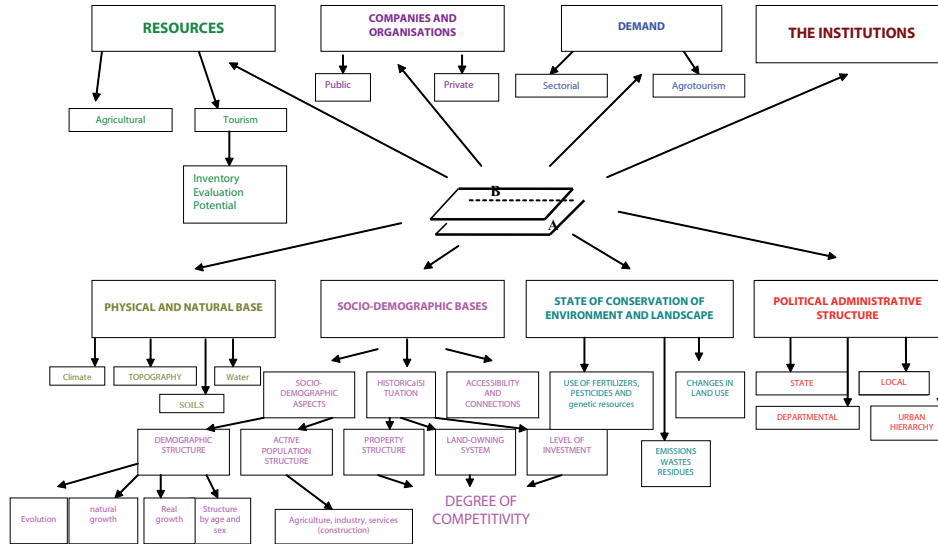 RESOURCES
COMPANIES AND
ORGANISATIONS
DEMAND
THE INSTITUTIONS
Public
Private
Sectorial
Agrotourism
Agricultural
Tourism
Inventory
Evaluation
Potential
B
A
PHYSICAL AND NATURAL BASE
SOCIO-DEMOGRAPHIC BASES
STATE OF CONSERVATION OF
ENVIRONMENT AND LANDSCAPE
POLITICAL ADMINISTRATIVE
STRUCTURE
Climate
TOPOGRAPHY
Water
SOILS
SOCIO-
DEMOGRAPHIC
ASPECTS
HISTORICalSI
TUATION
ACCESSIBILITY
AND
CONNECTIONS
USE OF FERTILIZERS,
PESTICIDES and
genetic resources
CHANGES IN
LAND USE
STATE
LOCAL
DEPARTMENTAL
URBAN
HIERARCHY
DEMOGRAPHIC
STRUCTURE
ACTIVE
POPULATION
STRUCTURE
PROPERTY
STRUCTURE
LAND-OWNING
SYSTEM
LEVEL OF
INVESTMENT
EMISSIONS
WASTES
RESIDUES
Evolution
natural
growth
Real
growth
Structure
by age and
sex
Agriculture, industry, services
(construction)
DEGREE OF
COMPETITIVITY